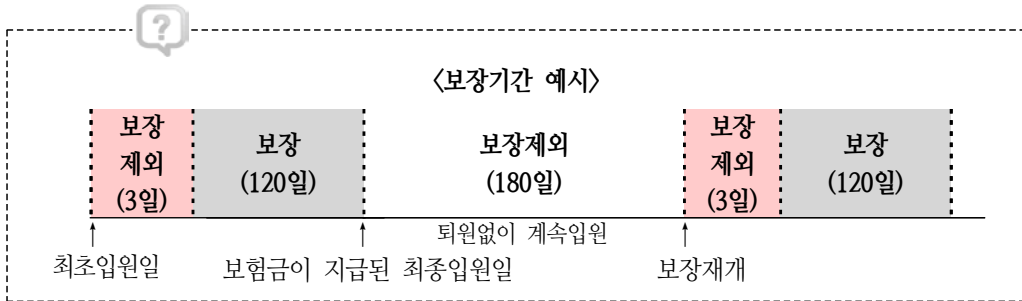 ?
<보장기간 예시>
보장
제외
(3일)
보장
(120일)
보장제외
(180일)
보장
제외
(3일)
보장
(120일)
퇴원없이 계속입원
최초입원일
보험금이 지급된 최종입원일
보장재개